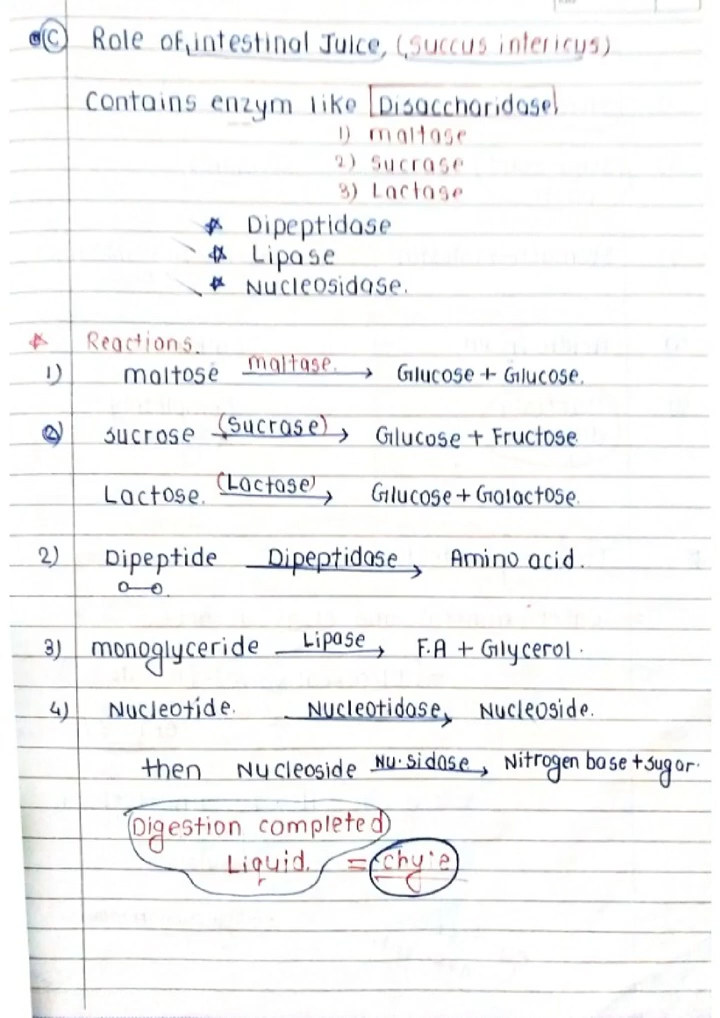 (C) Role of intestinal Juice, (Succus intericus)
Contains enzym like Disaccharidase
1) maltase
2) Sucrase
3) Lactase
* Dipeptidase
* Lipase
* Nucleosidase.
* Reactions.
1) maltose maltase. → Glucose + Glucose.
2) sucrose (Sucrase) → Glucose + Fructose
Lactose. (Lactose) → Glucose + Galactose.
2) Dipeptide Dipeptidase → Amino acid.
3) monoglyceride Lipase → F.A + Glycerol.
4) Nucleotide. Nucleotidase → Nucleoside.
then Nucleoside Nu.sidase → Nitrogen base + sugar.
Digestion completed
Liquid. = chyle